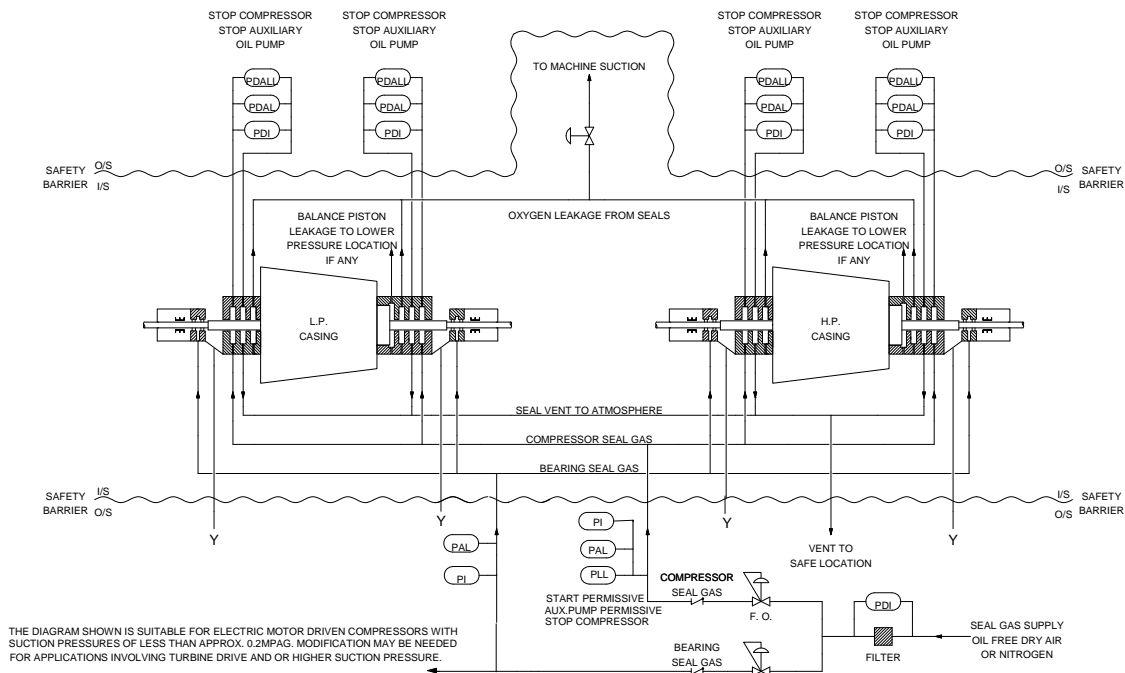 STOP COMPRESSOR
STOP AUXILIARY
OIL PUMP
STOP COMPRESSOR
STOP AUXILIARY
OIL PUMP
STOP COMPRESSOR
STOP AUXILIARY
OIL PUMP
STOP COMPRESSOR
STOP AUXILIARY
OIL PUMP
TO MACHINE SUCTION
PDALL
PDALL
PDALL
PDALL
PDAL
PDAL
PDAL
PDAL
PDI
PDI
PDI
PDI
SAFETY
BARRIER
O/S
I/S
O/S
I/S
SAFETY
BARRIER
OXYGEN LEAKAGE FROM SEALS
BALANCE PISTON
LEAKAGE TO LOWER
PRESSURE LOCATION
IF ANY
BALANCE PISTON
LEAKAGE TO LOWER
PRESSURE LOCATION
IF ANY
L.P.
CASING
H.P.
CASING
SEAL VENT TO ATMOSPHERE
COMPRESSOR SEAL GAS
BEARING SEAL GAS
SAFETY
BARRIER
I/S
O/S
I/S
O/S
SAFETY
BARRIER
Y
Y
Y
Y
PAL
PI
PI
PAL
PLL
START PERMISSIVE
AUX.PUMP PERMISSIVE
STOP COMPRESSOR
COMPRESSOR
SEAL GAS
F. O.
VENT TO
SAFE LOCATION
PDI
FILTER
SEAL GAS SUPPLY
OIL FREE DRY AIR
OR NITROGEN
BEARING
SEAL GAS
THE DIAGRAM SHOWN IS SUITABLE FOR ELECTRIC MOTOR DRIVEN COMPRESSORS WITH
SUCTION PRESSURES OF LESS THAN APPROX. 0.2MPAG. MODIFICATION MAY BE NEEDED
FOR APPLICATIONS INVOLVING TURBINE DRIVE AND OR HIGHER SUCTION PRESSURE.